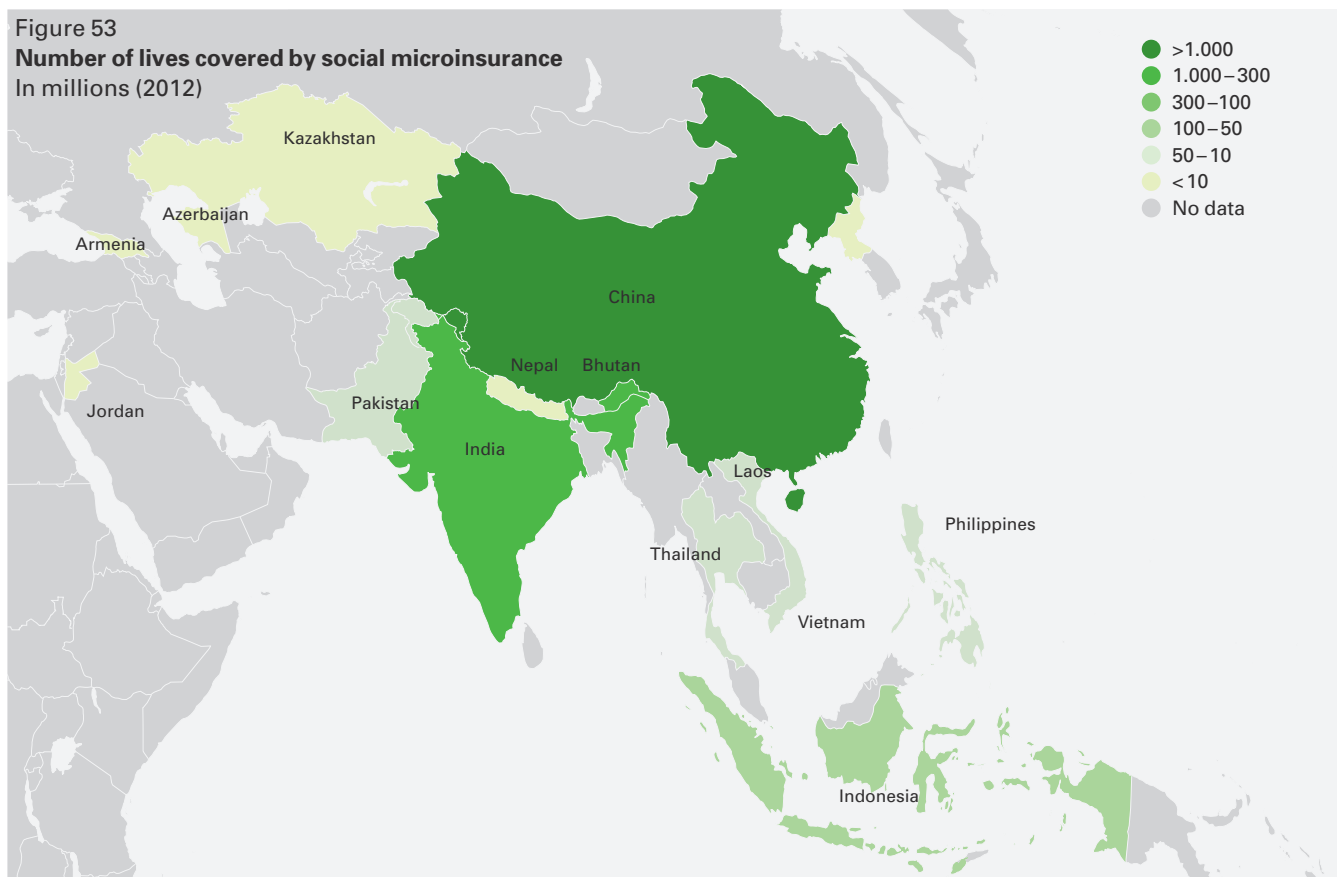 Figure 53
Number of lives covered by social microinsurance
In millions (2012)
>1.000
1.000–300
300–100
100–50
50–10
<10
No data
Kazakhstan
Azerbaijan
Armenia
China
Nepal
Bhutan
Jordan
Pakistan
India
Laos
Philippines
Thailand
Vietnam
Indonesia